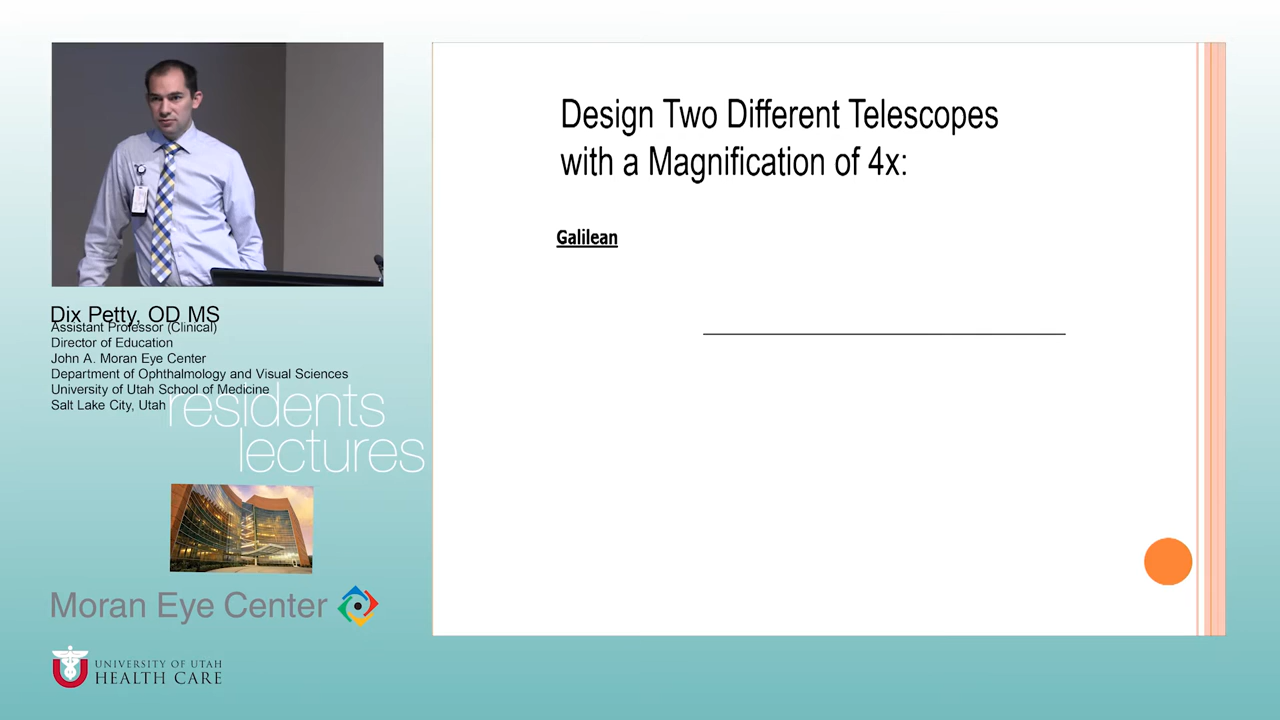 Design Two Different Telescopes
with a Magnification of 4x:
Galilean
Dix Petty, OD MS
Assistant Professor (Clinical)
Director of Education
John A. Moran Eye Center
Department of Ophthalmology and Visual Sciences
University of Utah School of Medicine
Salt Lake City, Utah
residents
lectures
Moran Eye Center
U
UNIVERSITY OF UTAH
HEALTH CARE